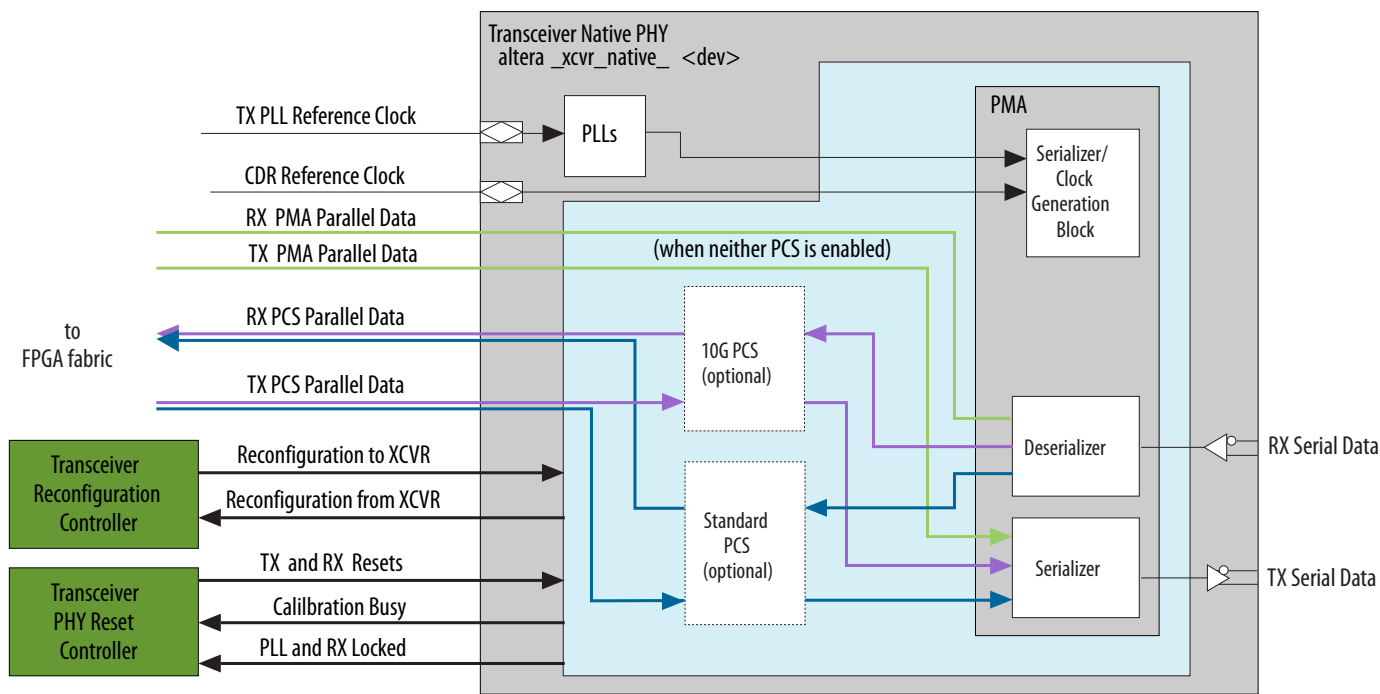 Transceiver Native PHY
altera _xcvr_native_ <dev>
TX PLL Reference Clock
PLLs
PMA
Serializer/
Clock
Generation
Block
CDR Reference Clock
RX PMA Parallel Data
TX PMA Parallel Data
(when neither PCS is enabled)
to
FPGA fabric
RX PCS Parallel Data
TX PCS Parallel Data
10G PCS
(optional)
Deserializer
RX Serial Data
Transceiver
Reconfiguration
Controller
Reconfiguration to XCVR
Reconfiguration from XCVR
Standard
PCS
(optional)
Serializer
TX Serial Data
Transceiver
PHY Reset
Controller
TX and RX Resets
Calilbration Busy
PLL and RX Locked